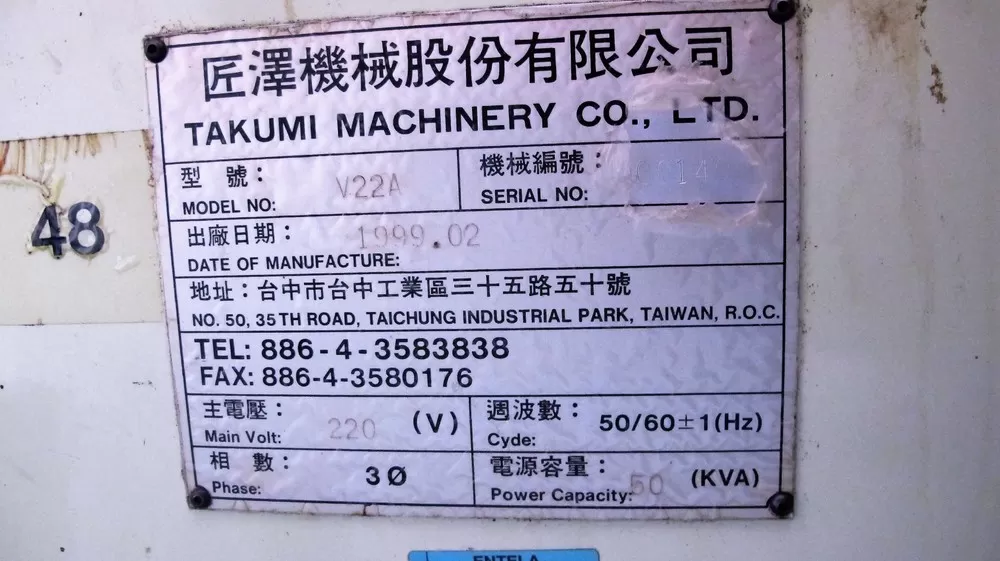 匠澤機械股份有限公司
TAKUMI MACHINERY CO., LTD.
型 號： V22A
MODEL NO:
機械編號：
SERIAL NO:
出廠日期： 1999.02
DATE OF MANUFACTURE:
地址：台中市台中工業區三十五路五十號
NO. 50, 35TH ROAD, TAICHUNG INDUSTRIAL PARK, TAIWAN, R.O.C.
TEL: 886-4-3583838
FAX: 886-4-3580176
主電壓： 220 (V)
Main Volt:
週波數： 50/60±1(Hz)
Cyde:
相 數： 3Ø
Phase:
電源容量： 50 (KVA)
Power Capacity:
48
ENTELA